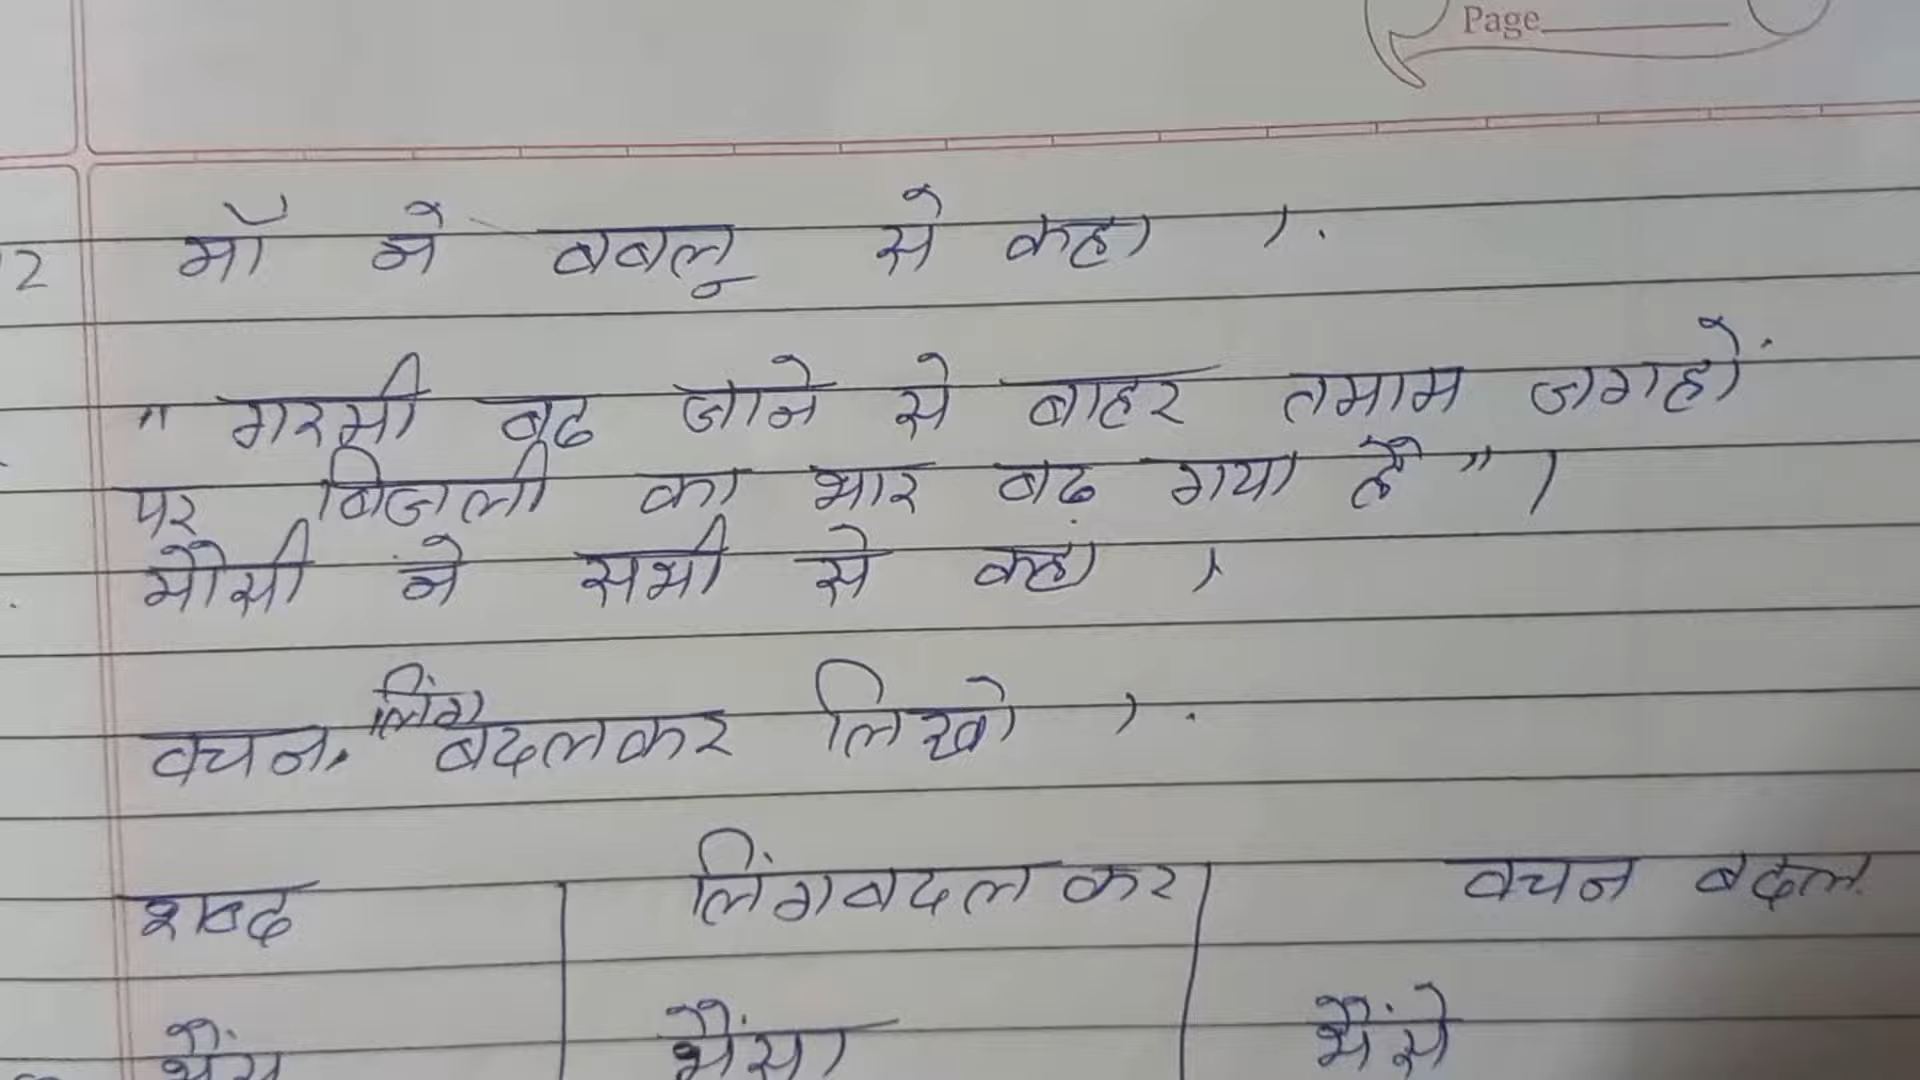 Page
2 माँ ने बबलू से कहा ।.
" गरमी बढ जाने से बाहर तमाम जगहों
पर बिजली का भार बढ गया है " ।
मौसी ने सभी से कहा ।
वचन, लिंग बदलकर लिखो ।.
शब्द लिंग बदल कर वचन बदल
भैंस भैंसा भैंसे